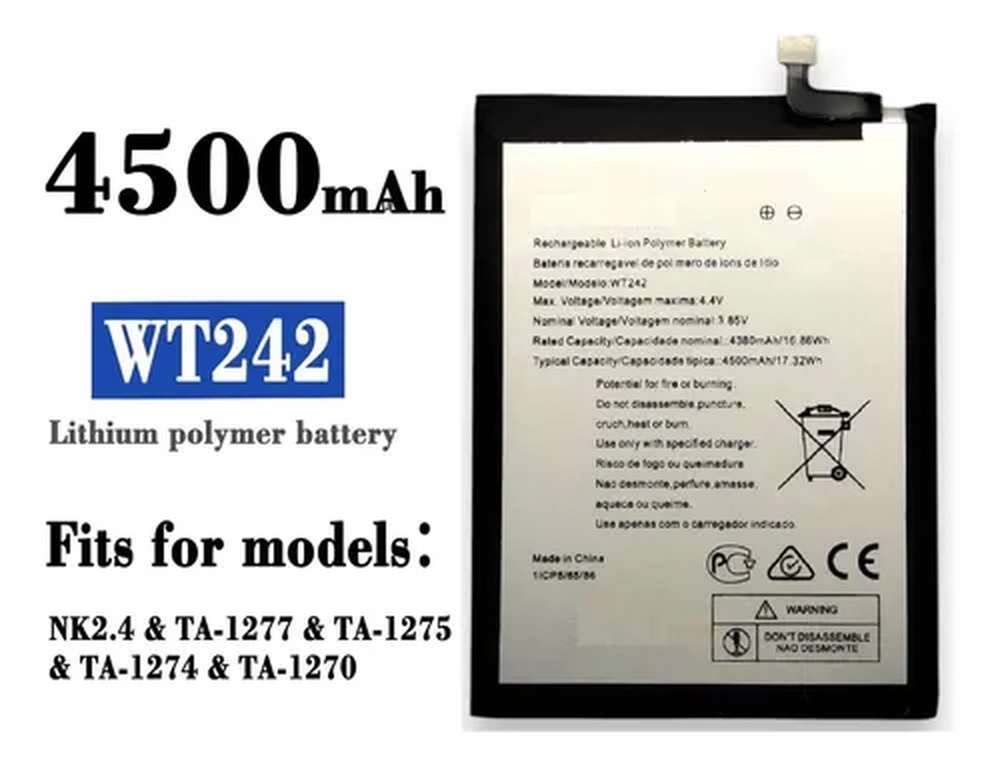 4500mAh
WT242
Lithium polymer battery
Fits for models:
NK2.4 & TA-1277 & TA-1275
& TA-1274 & TA-1270
⊕ ⊖
Rechargeable Li-ion Polymer Battery
Bateria recarregavel de polimero de ions de litio
Model/Modelo:WT242
Max. Voltage/Voltagem maxima:4.4V
Nominal Voltage/Voltagem nominal:3.85V
Rated Capacity/Capacidade nominal:4380mAh/16.86Wh
Typical Capacity/Capacidade tipica:4500mAh/17.32Wh
Potential for fire or burning.
Do not disassemble,puncture,
cruch,heat or burn.
Use only with specified charger.
Risco de fogo ou queimadura
Nao desmonte,perfure,amasse,
aqueca ou queime.
Use apenas com o carregador indicado.
Made in China
1ICP5/65/86
PC CE
WARNING
DON'T DISASSEMBLE
NAO DESMONTE